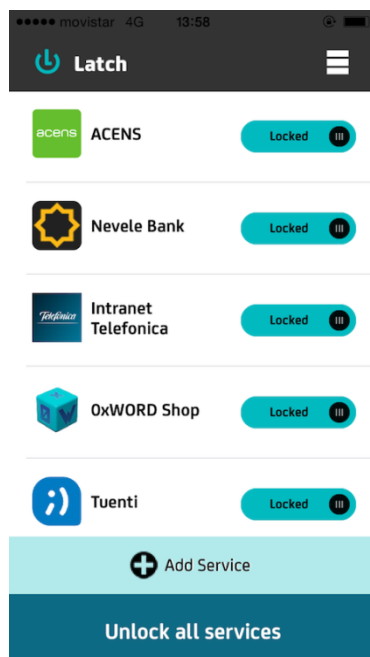 movistar 4G 13:58
Latch
acens ACENS Locked
Nevele Bank Locked
Telefónica Intranet
Telefonica Locked
0xWORD Shop Locked
Tuenti Locked
Add Service
Unlock all services